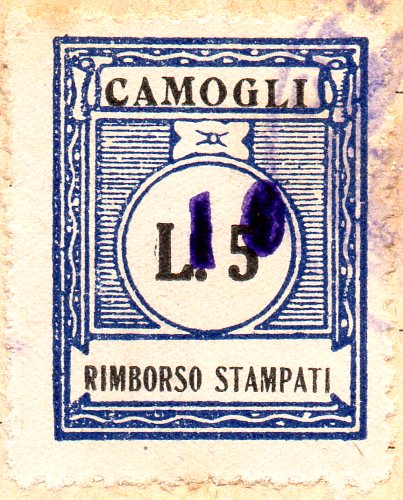 CAMOGLI
10
L. 5
RIMBORSO STAMPATI